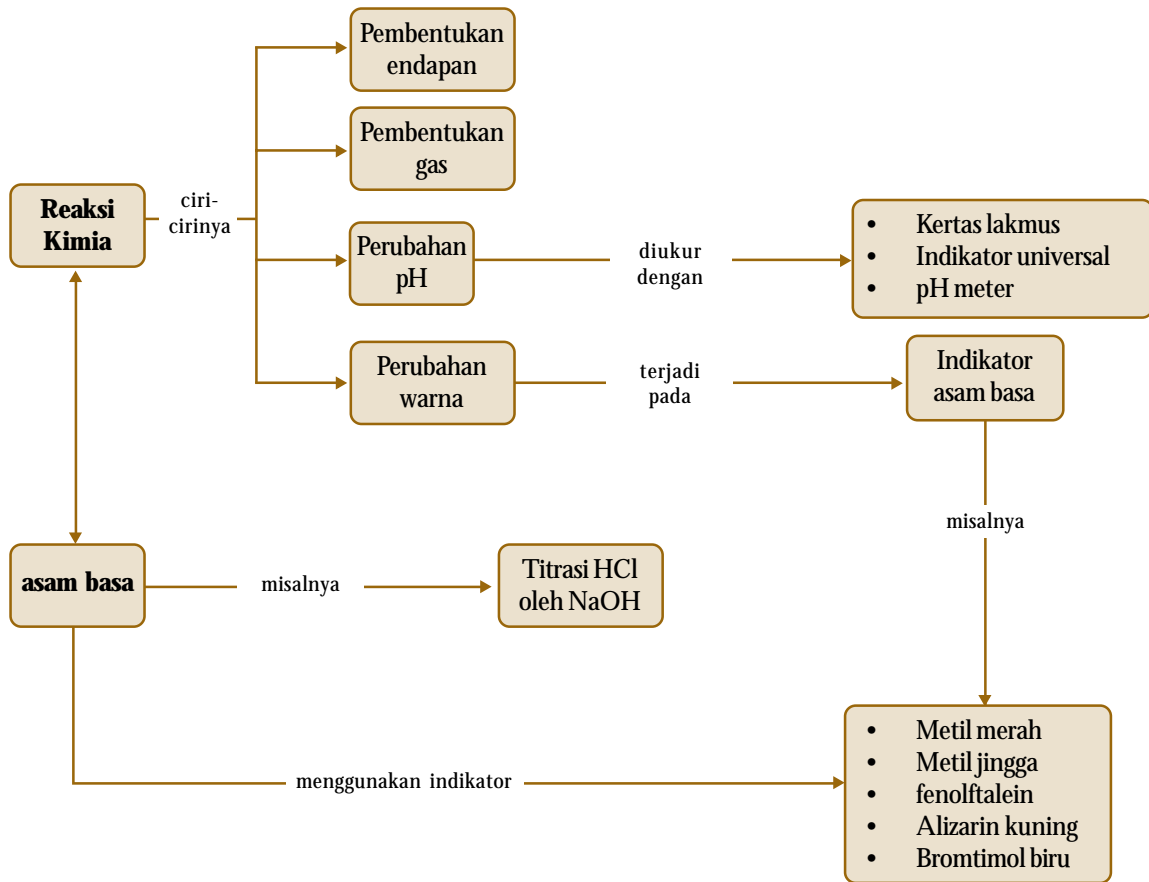 Pembentukan
endapan
Pembentukan
gas
Reaksi
Kimia
ciri-
cirinya
Perubahan
pH
diukur
dengan
• Kertas lakmus
• Indikator universal
• pH meter
Perubahan
warna
terjadi
pada
Indikator
asam basa
misalnya
asam basa
misalnya
Titrasi HCl
oleh NaOH
menggunakan indikator
• Metil merah
• Metil jingga
• fenolftalein
• Alizarin kuning
• Bromtimol biru